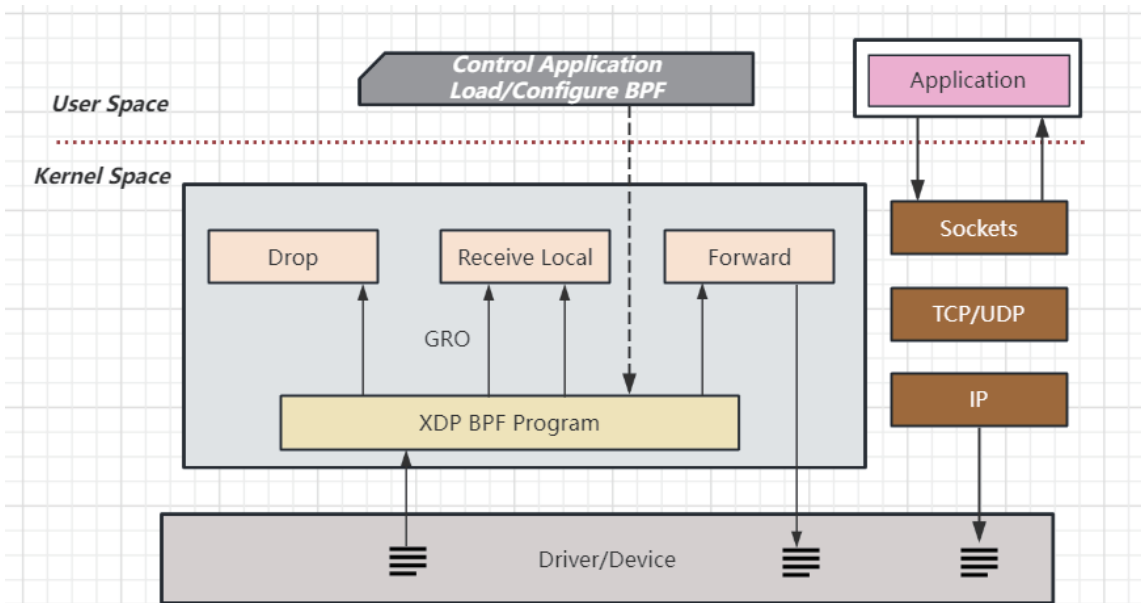 Control Application
Load/Configure BPF
Application
User Space
Kernel Space
Sockets
Drop
Receive Local
Forward
TCP/UDP
GRO
IP
XDP BPF Program
Driver/Device